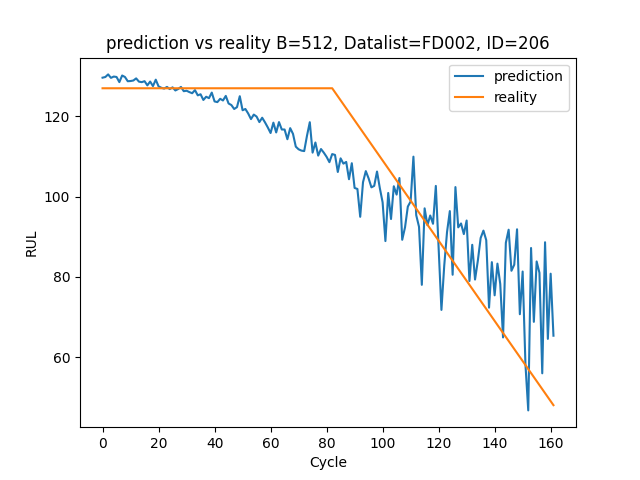 prediction vs reality B=512, Datalist=FD002, ID=206
prediction
reality
RUL
120
100
80
60
0 20 40 60 80 100 120 140 160
Cycle